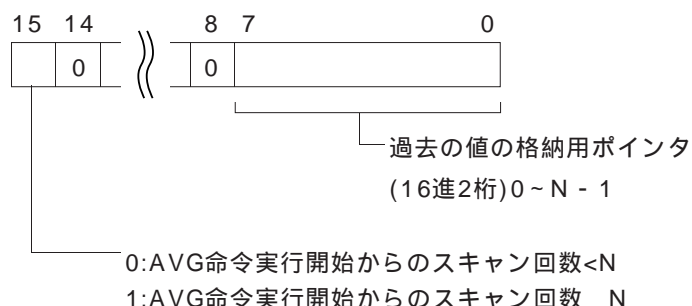 15 14 8 7 0
0 0
過去の値の格納用ポインタ
(16進2桁)0~N-1
0:AVG命令実行開始からのスキャン回数<N
1:AVG命令実行開始からのスキャン回数 N